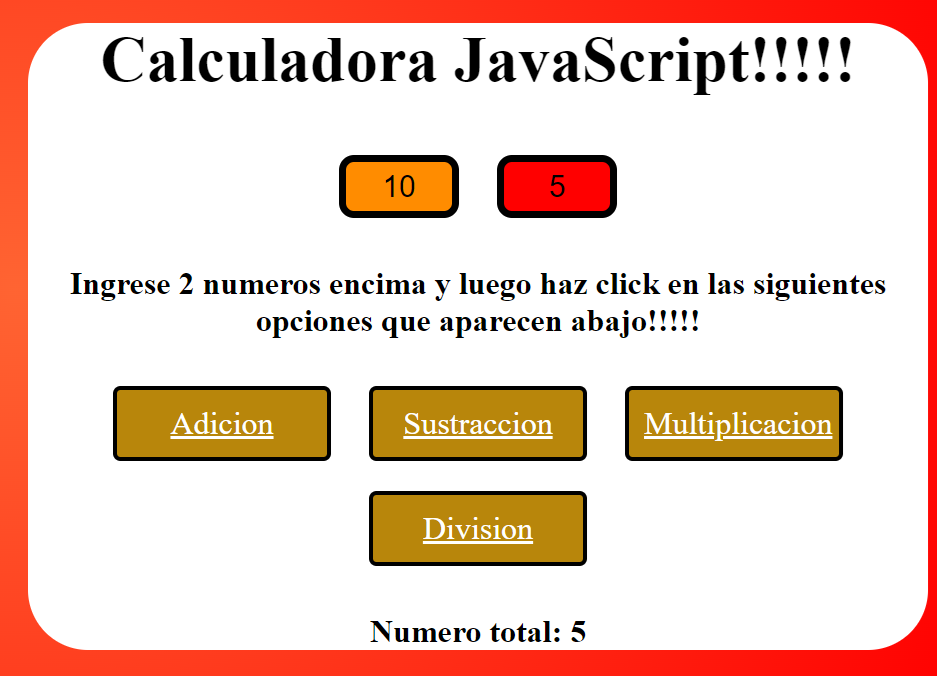 Calculadora JavaScript!!!!!
10 5
Ingrese 2 numeros encima y luego haz click en las siguientes
opciones que aparecen abajo!!!!!
Adicion Sustraccion Multiplicacion
Division
Numero total: 5